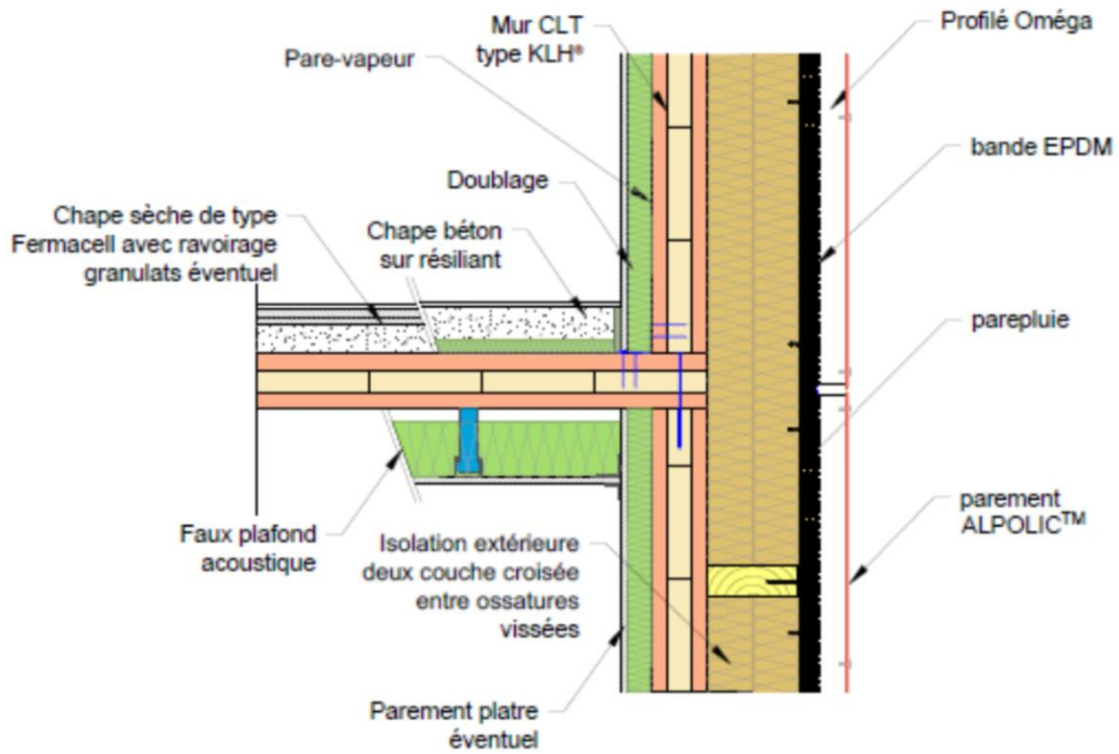 Mur CLT
type KLH®
Pare-vapeur
Profilé Oméga
bande EPDM
Doublage
Chape sèche de type
Fermacell avec ravoirage
granulats éventuel
Chape béton
sur résiliant
parepluie
parement
ALPOLIC™
Faux plafond
acoustique
Isolation extérieure
deux couche croisée
entre ossatures
vissées
Parement platre
éventuel